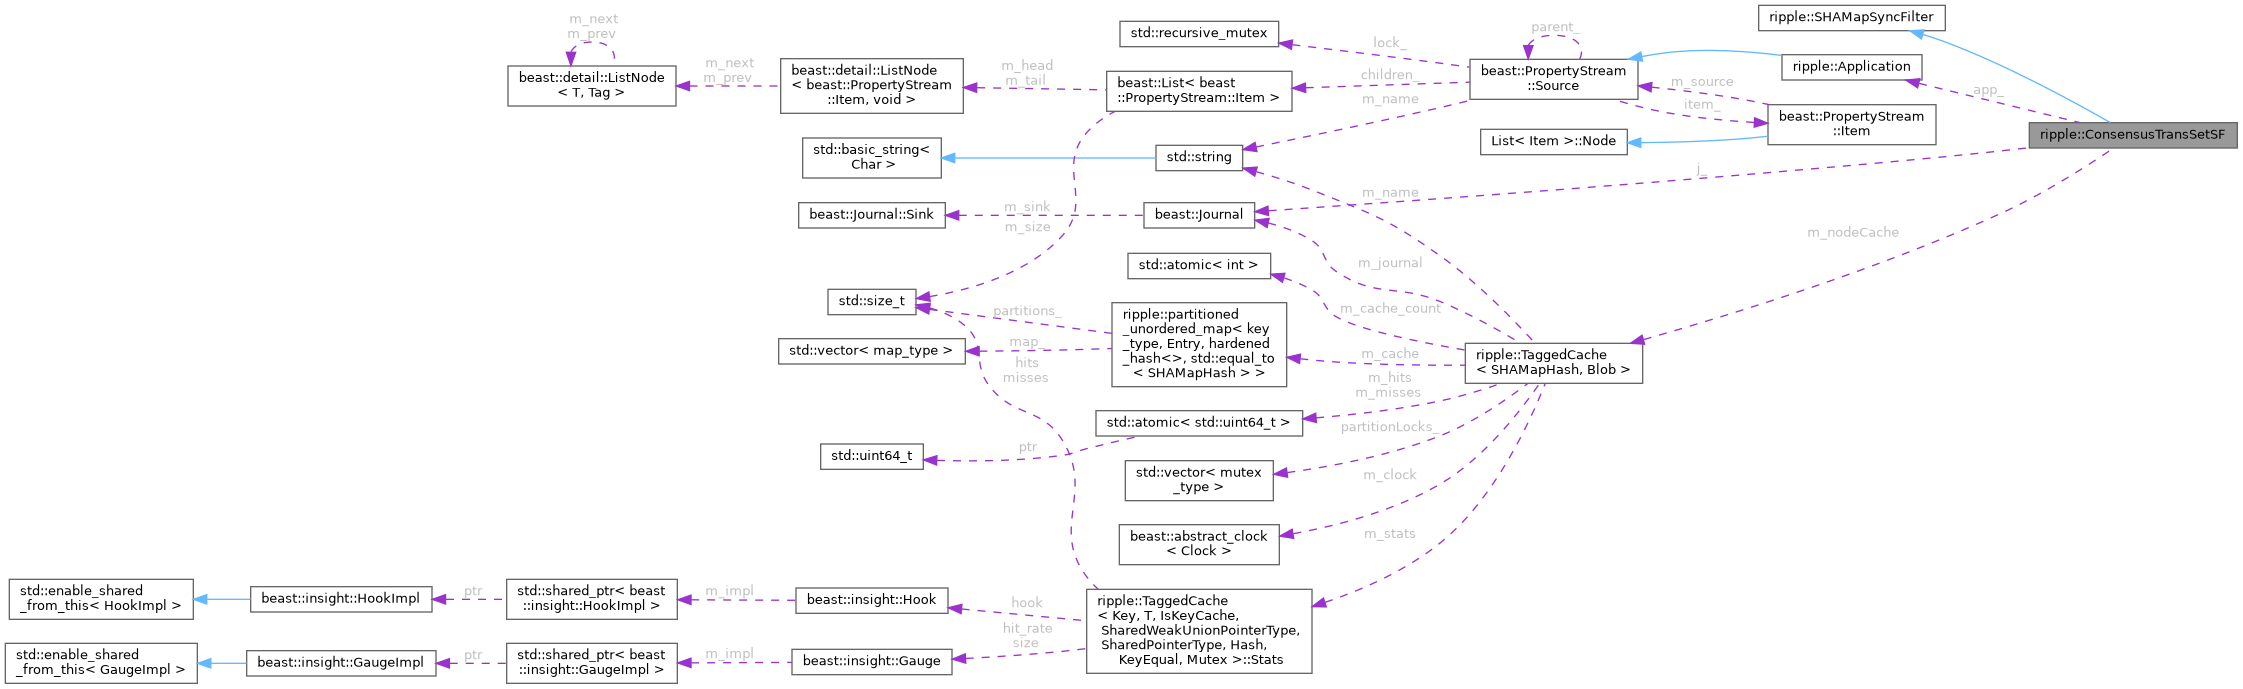 m_next
m_prev
beast::detail::ListNode
< T, Tag >
m_next
m_prev
beast::detail::ListNode
< beast::PropertyStream
::Item, void >
m_head
m_tail
std::recursive_mutex
beast::List< beast
::PropertyStream::Item >
lock_
children_
m_name
parent_
beast::PropertyStream
::Source
ripple::SHAMapSyncFilter
ripple::Application
m_source
item_
beast::PropertyStream
::Item
List< Item >::Node
app_
ripple::ConsensusTransSetSF
std::basic_string<
Char >
std::string
j_
m_name
beast::Journal::Sink
m_sink
m_size
beast::Journal
m_nodeCache
m_journal
std::atomic< int >
std::size_t
partitions_
ripple::partitioned
_unordered_map< key
_type, Entry, hardened
_hash<>, std::equal_to
< SHAMapHash > >
m_cache_count
std::vector< map_type >
map_
hits
misses
m_cache
ripple::TaggedCache
< SHAMapHash, Blob >
m_hits
m_misses
std::atomic< std::uint64_t >
partitionLocks_
std::uint64_t
ptr
std::vector< mutex
_type >
m_clock
beast::abstract_clock
< Clock >
m_stats
std::enable_shared
_from_this< HookImpl >
beast::insight::HookImpl
ptr
std::shared_ptr< beast
::insight::HookImpl >
m_impl
beast::insight::Hook
hook
hit_rate
size
ripple::TaggedCache
< Key, T, IsKeyCache,
SharedWeakUnionPointerType,
SharedPointerType, Hash,
KeyEqual, Mutex >::Stats
std::enable_shared
_from_this< GaugeImpl >
beast::insight::GaugeImpl
ptr
std::shared_ptr< beast
::insight::GaugeImpl >
m_impl
beast::insight::Gauge